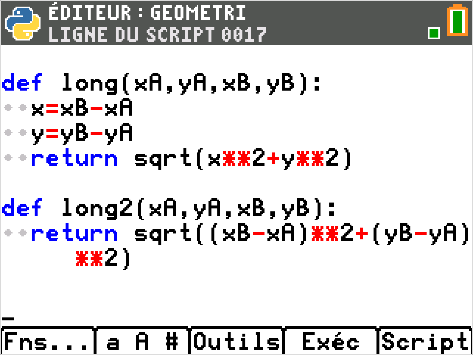 ÉDITEUR : GEOMETRI
LIGNE DU SCRIPT 0017
def long(xA,yA,xB,yB):
··x=xB-xA
··y=yB-yA
··return sqrt(x**2+y**2)
def long2(xA,yA,xB,yB):
··return sqrt((xB-xA)**2+(yB-yA)
**2)
_
Fns... a A # Outils Exéc Script